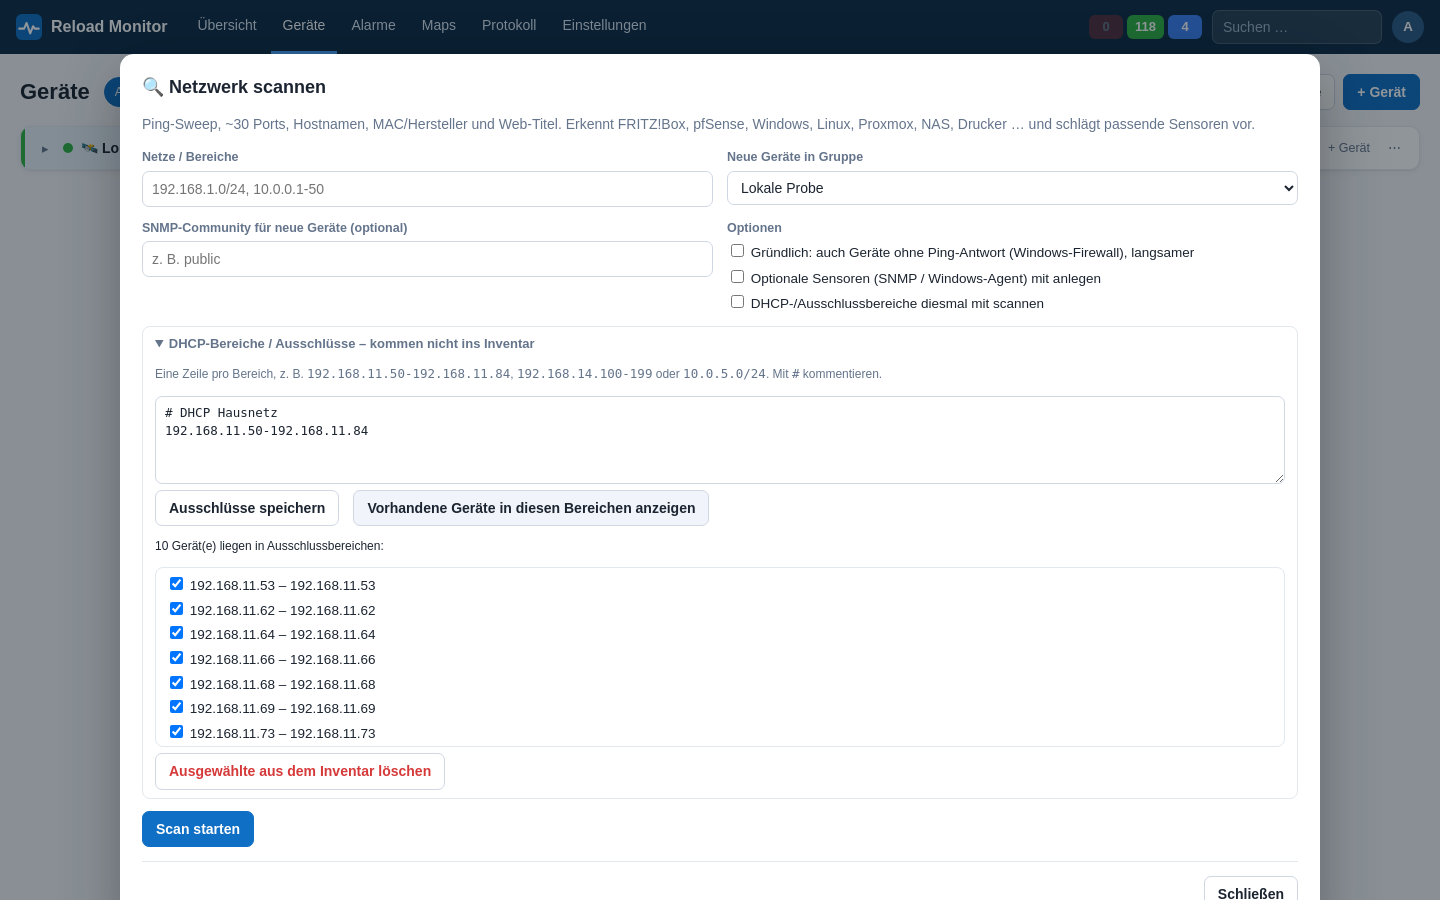 Reload Monitor Übersicht Geräte Alarme Maps Protokoll Einstellungen 0 118 4 Suchen … A
🔍 Netzwerk scannen
Geräte + Gerät
Ping-Sweep, ~30 Ports, Hostnamen, MAC/Hersteller und Web-Titel. Erkennt FRITZ!Box, pfSense, Windows, Linux, Proxmox, NAS, Drucker … und schlägt passende Sensoren vor.
+ Gerät ⋯
Netze / Bereiche Neue Geräte in Gruppe
192.168.1.0/24, 10.0.0.1-50 Lokale Probe
SNMP-Community für neue Geräte (optional) Optionen
z. B. public Gründlich: auch Geräte ohne Ping-Antwort (Windows-Firewall), langsamer
Optionale Sensoren (SNMP / Windows-Agent) mit anlegen
DHCP-/Ausschlussbereiche diesmal mit scannen
▼ DHCP-Bereiche / Ausschlüsse – kommen nicht ins Inventar
Eine Zeile pro Bereich, z. B. 192.168.11.50-192.168.11.84, 192.168.14.100-199 oder 10.0.5.0/24. Mit # kommentieren.
# DHCP Hausnetz
192.168.11.50-192.168.11.84
Ausschlüsse speichern Vorhandene Geräte in diesen Bereichen anzeigen
10 Gerät(e) liegen in Ausschlussbereichen:
192.168.11.53 – 192.168.11.53
192.168.11.62 – 192.168.11.62
192.168.11.64 – 192.168.11.64
192.168.11.66 – 192.168.11.66
192.168.11.68 – 192.168.11.68
192.168.11.69 – 192.168.11.69
192.168.11.73 – 192.168.11.73
Ausgewählte aus dem Inventar löschen
Scan starten
Schließen